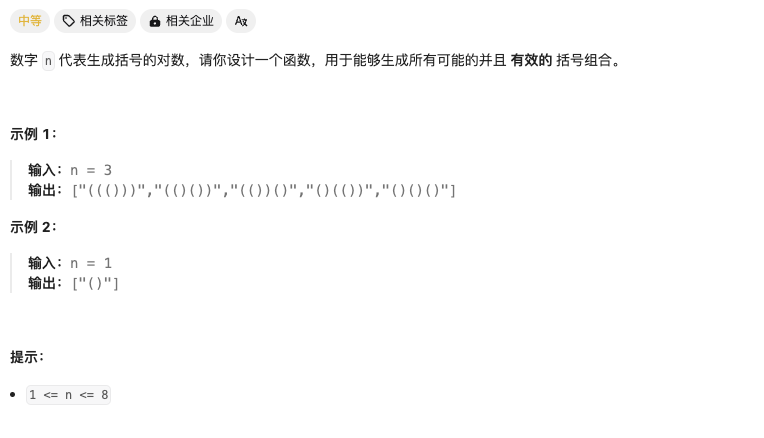 中等 相关标签 相关企业 Aあ
数字 n 代表生成括号的对数，请你设计一个函数，用于能够生成所有可能的并且 有效的 括号组合。
示例 1：
输入：n = 3
输出：["((()))","(()())","(())()","()(())","()()()"]
示例 2：
输入：n = 1
输出：["()"]
提示：
1 <= n <= 8